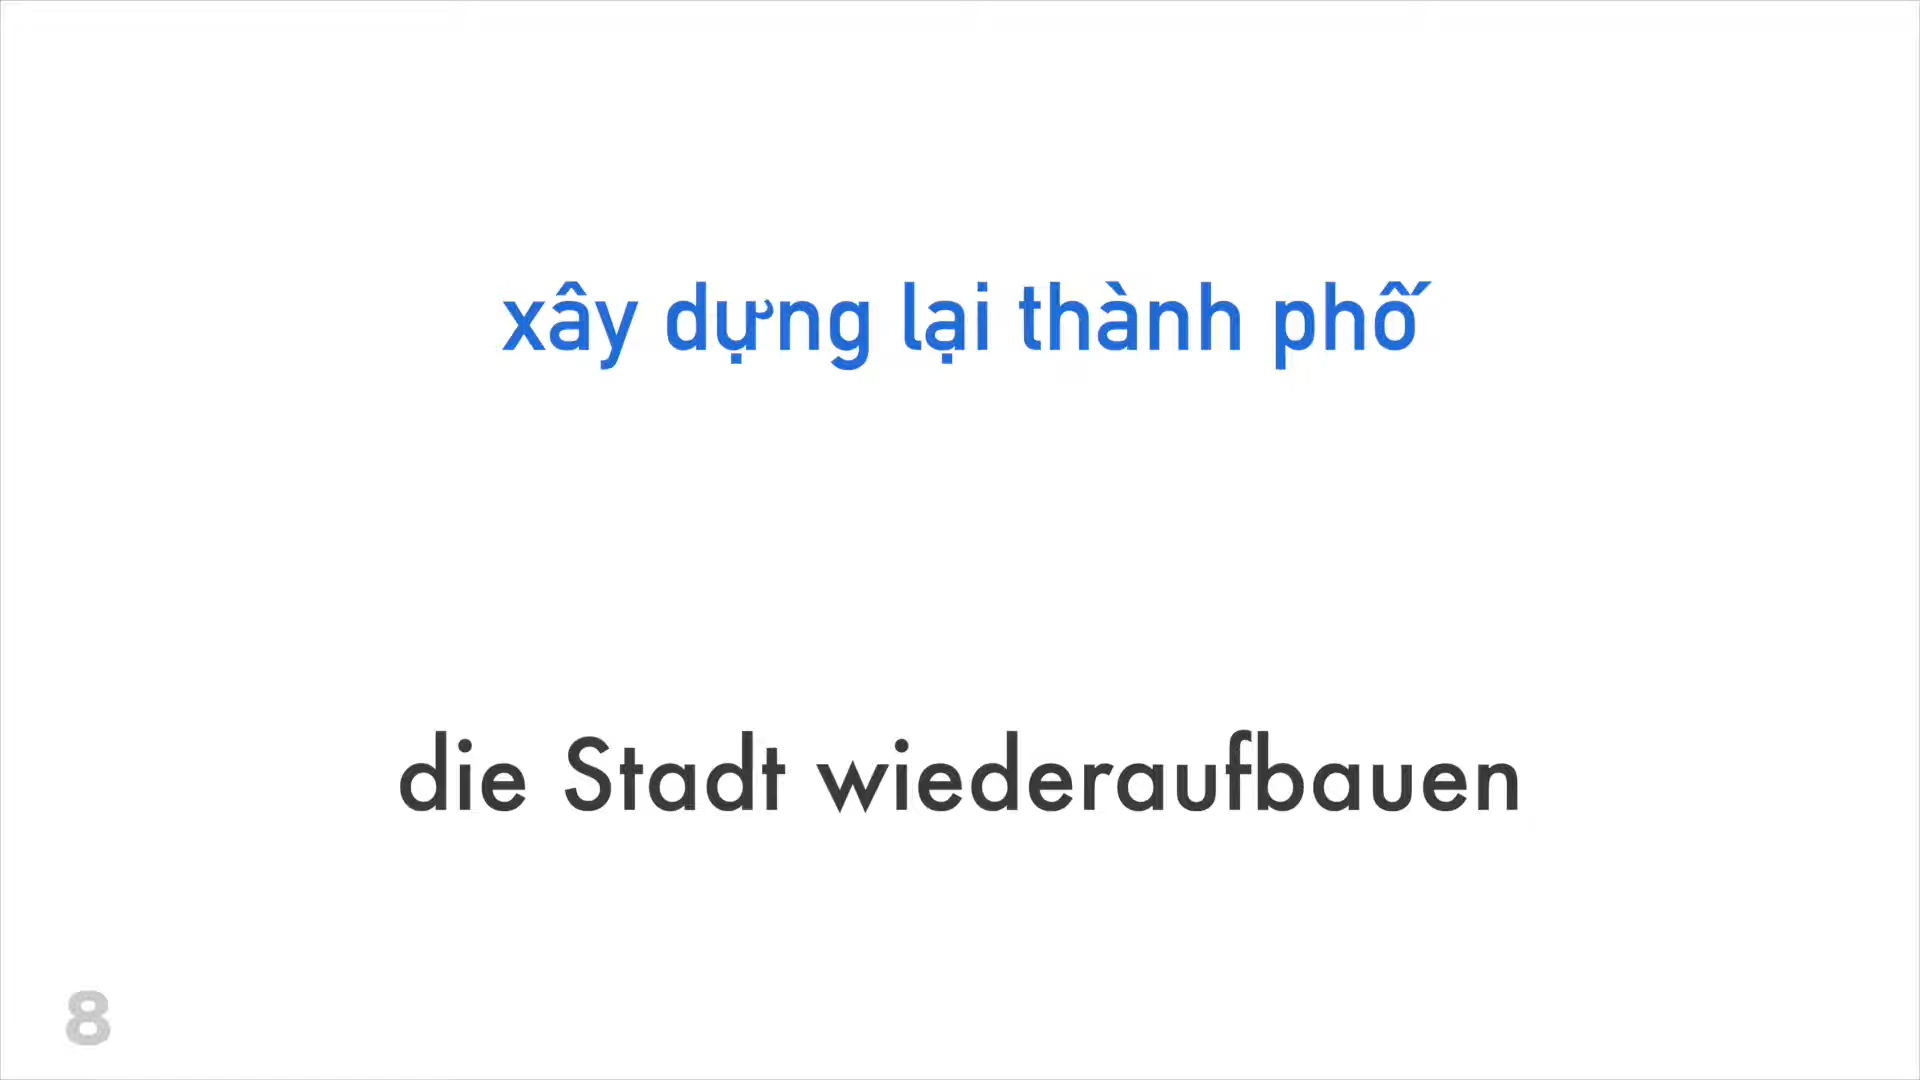 xây dựng lại thành phố
die Stadt wiederaufbauen
8